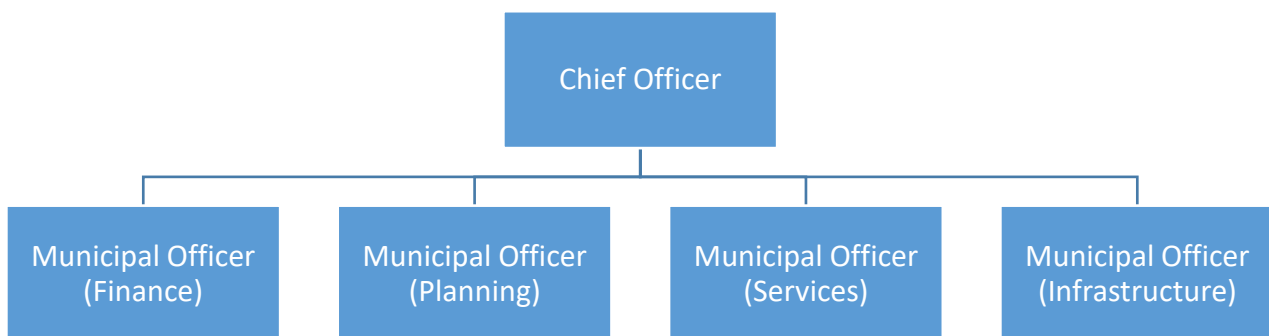 Chief Officer
Municipal Officer
(Finance)
Municipal Officer
(Planning)
Municipal Officer
(Services)
Municipal Officer
(Infrastructure)